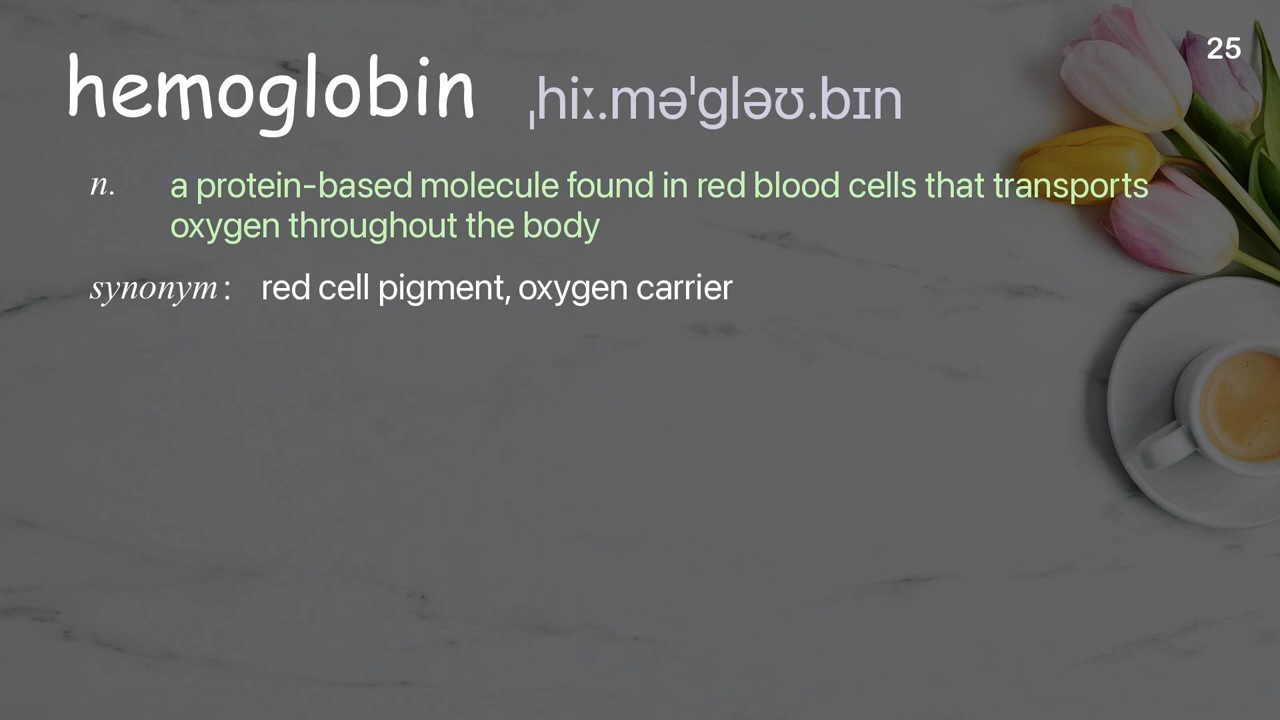 25
hemoglobin ˌhiː.məˈɡləʊ.bɪn
n. a protein-based molecule found in red blood cells that transports
oxygen throughout the body
synonym: red cell pigment, oxygen carrier